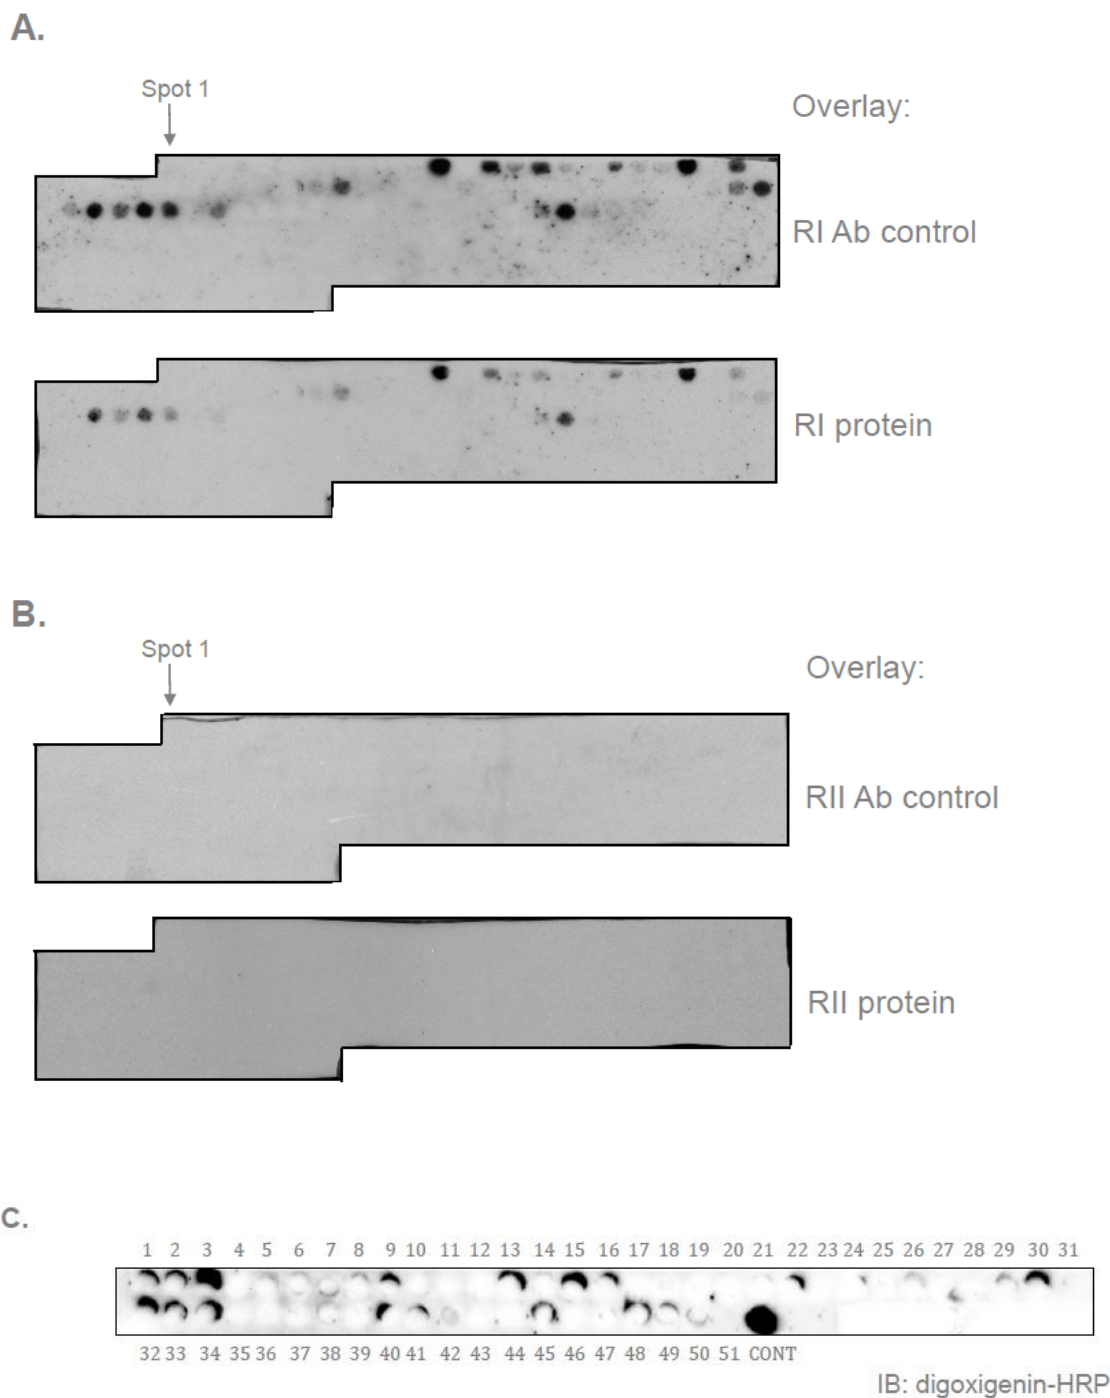 A.
Spot 1
Overlay:
RI Ab control
RI protein
B.
Spot 1
Overlay:
RII Ab control
RII protein
C.
1 2 3 4 5 6 7 8 9 10 11 12 13 14 15 16 17 18 19 20 21 22 23 24 25 26 27 28 29 30 31
32 33 34 35 36 37 38 39 40 41 42 43 44 45 46 47 48 49 50 51 CONT
IB: digoxigenin-HRP